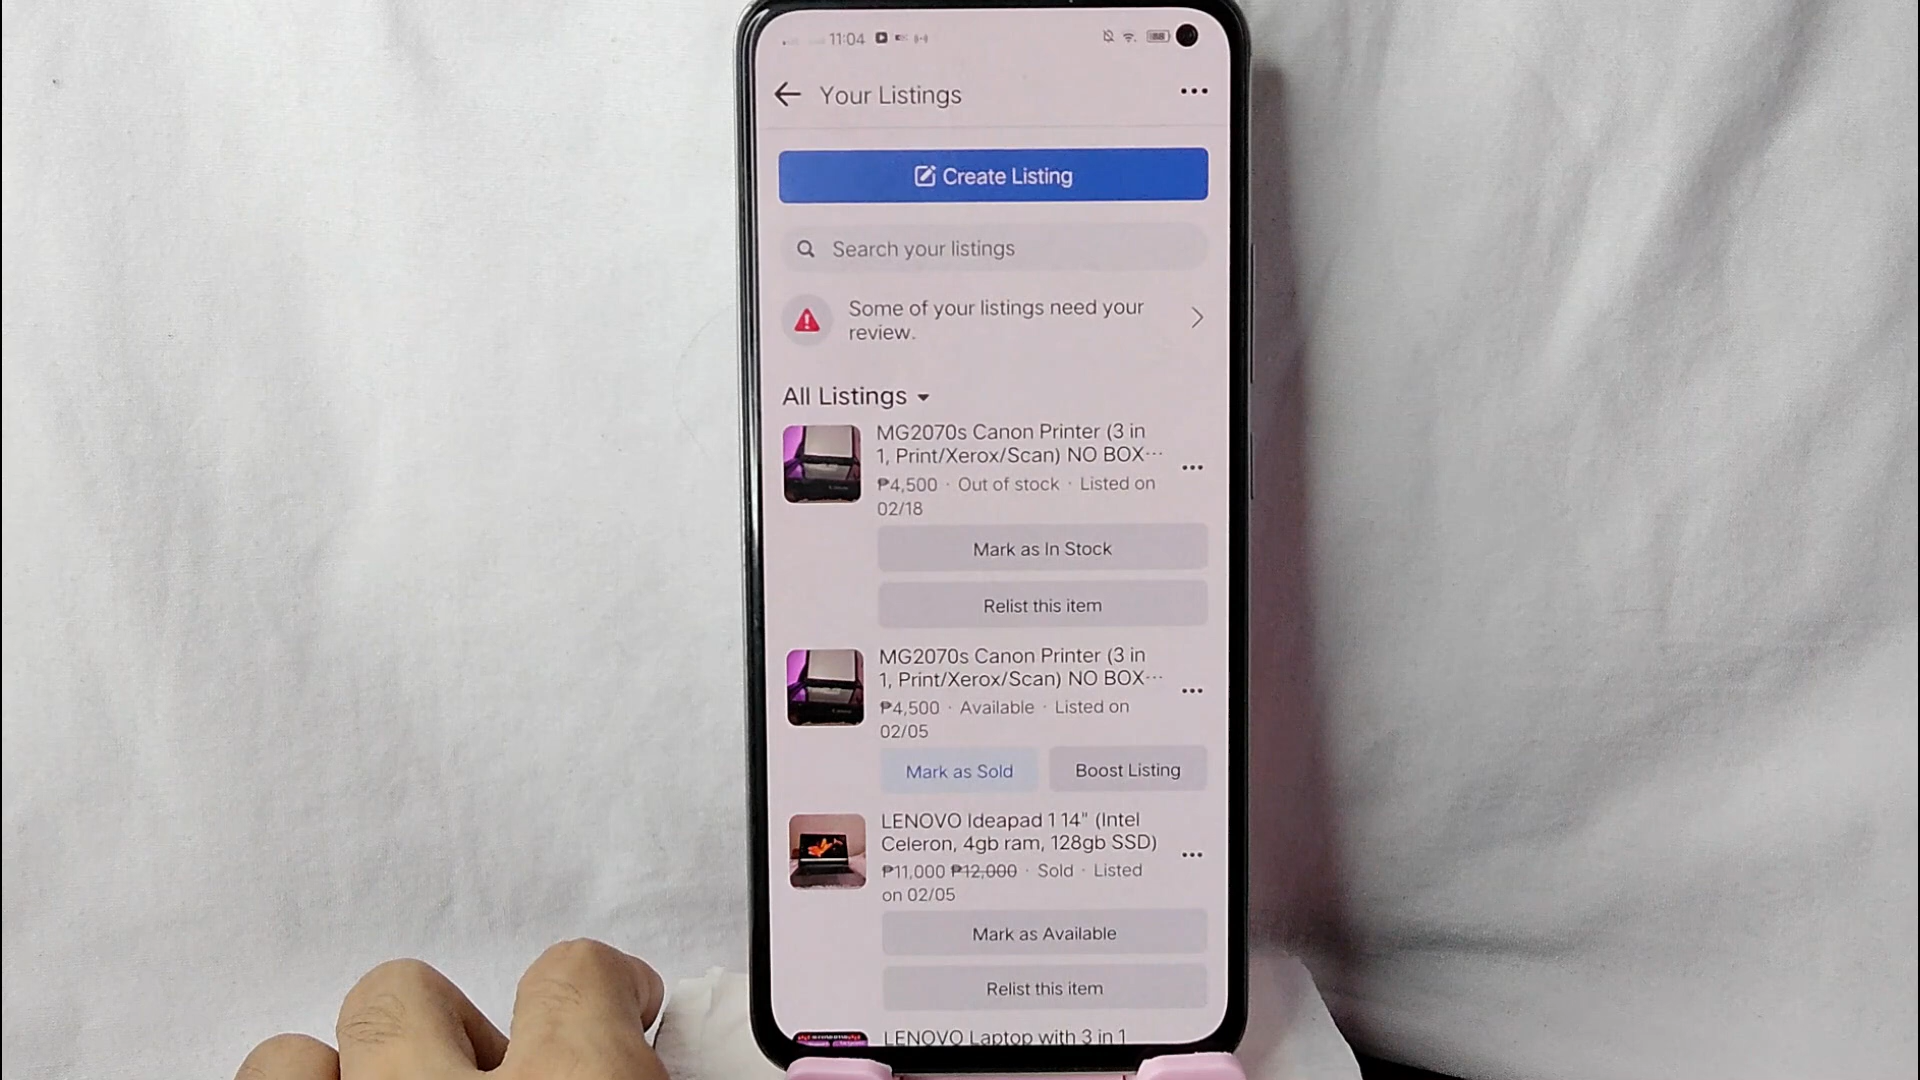 11:04
Your Listings
Create Listing
Search your listings
Some of your listings need your
review.
All Listings
MG2070s Canon Printer (3 in
1, Print/Xerox/Scan) NO BOX···
₱4,500 · Out of stock · Listed on
02/18
Mark as In Stock
Relist this item
MG2070s Canon Printer (3 in
1, Print/Xerox/Scan) NO BOX···
₱4,500 · Available · Listed on
02/05
Mark as Sold
Boost Listing
LENOVO Ideapad 1 14" (Intel
Celeron, 4gb ram, 128gb SSD)
₱11,000 ₱12,000 · Sold · Listed
on 02/05
Mark as Available
Relist this item
LENOVO Laptop with 3 in 1